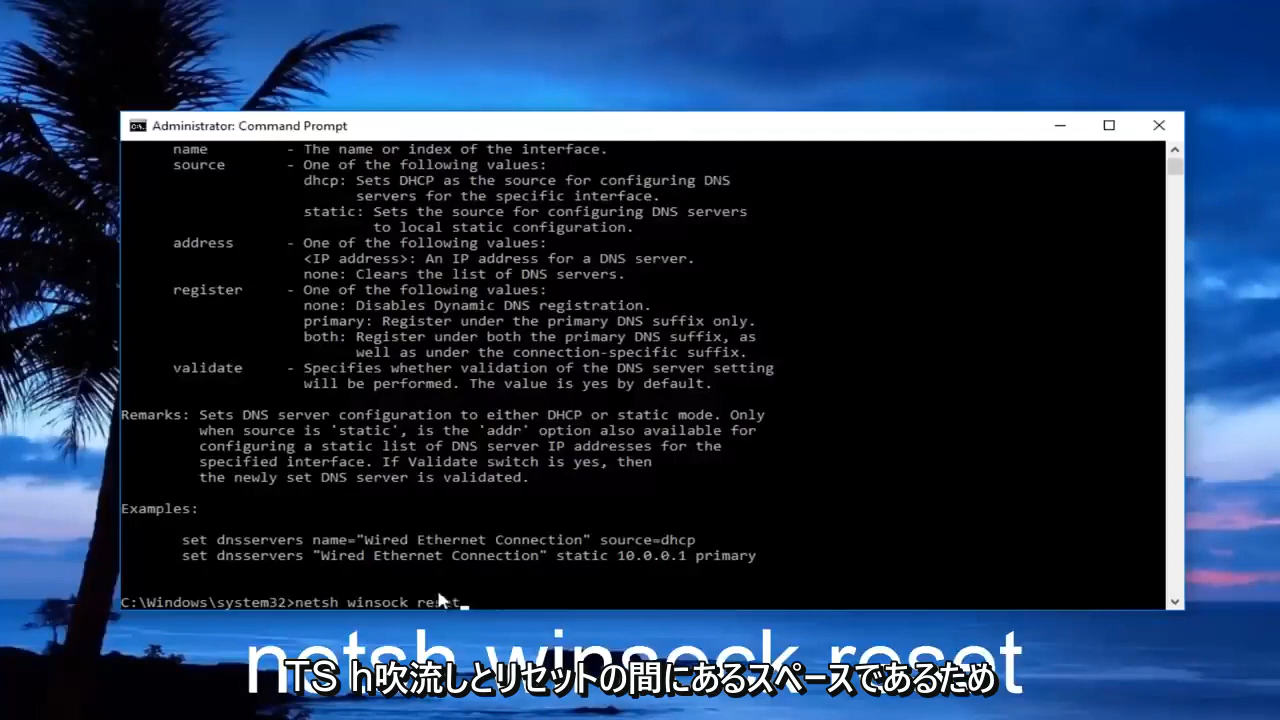 Administrator: Command Prompt
name - The name or index of the interface.
source - One of the following values:
dhcp: Sets DHCP as the source for configuring DNS
servers for the specific interface.
static: Sets the source for configuring DNS servers
to local static configuration.
address - One of the following values:
<IP address>: An IP address for a DNS server.
none: Clears the list of DNS servers.
register - One of the following values:
none: Disables Dynamic DNS registration.
primary: Register under the primary DNS suffix only.
both: Register under both the primary DNS suffix, as
well as under the connection-specific suffix.
validate - Specifies whether validation of the DNS server setting
will be performed. The value is yes by default.
Remarks: Sets DNS server configuration to either DHCP or static mode. Only
when source is 'static', is the 'addr' option also available for
configuring a static list of DNS server IP addresses for the
specified interface. If Validate switch is yes, then
the newly set DNS server is validated.
Examples:
set dnsservers name="Wired Ethernet Connection" source=dhcp
set dnsservers "Wired Ethernet Connection" static 10.0.0.1 primary
C:\Windows\system32>netsh winsock reset_
netsh winsock reset
TS h吹流しとリセットの間にあるスペースであるため